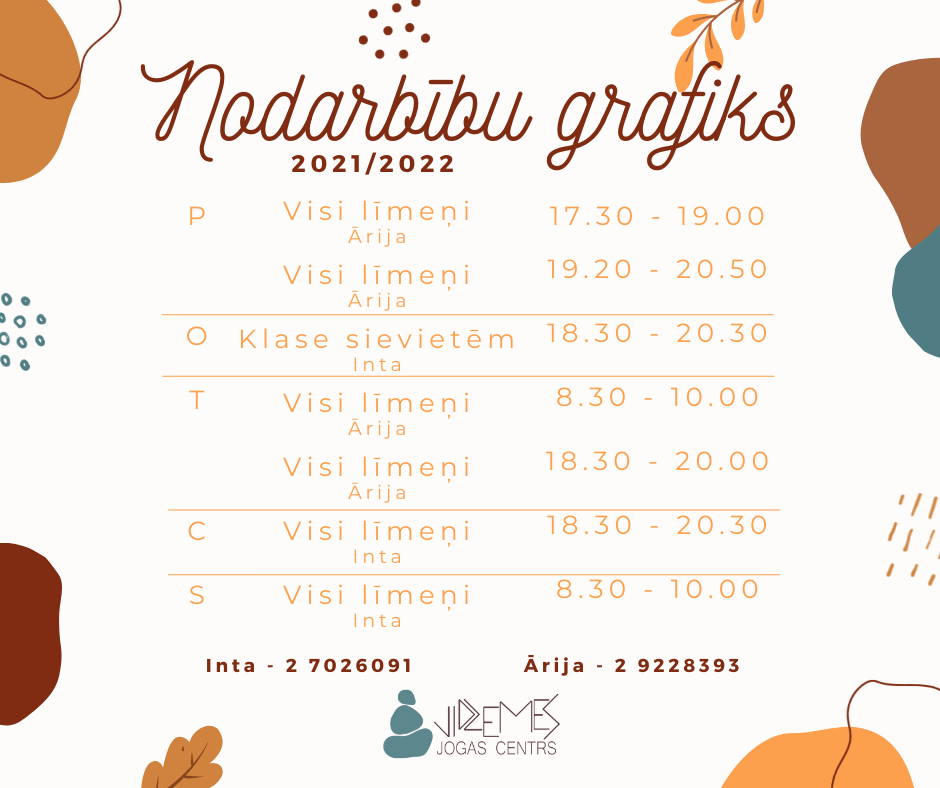 Nodarbību grafiks
2021/2022
P Visi līmeņi 17.30 - 19.00
Ārija
Visi līmeņi 19.20 - 20.50
Ārija
O Klase sievietēm 18.30 - 20.30
Inta
T Visi līmeņi 8.30 - 10.00
Ārija
Visi līmeņi 18.30 - 20.00
Ārija
C Visi līmeņi 18.30 - 20.30
Inta
S Visi līmeņi 8.30 - 10.00
Inta
Inta - 2 7026091 Ārija - 2 9228393
VIDZEMES
JOGAS CENTRS